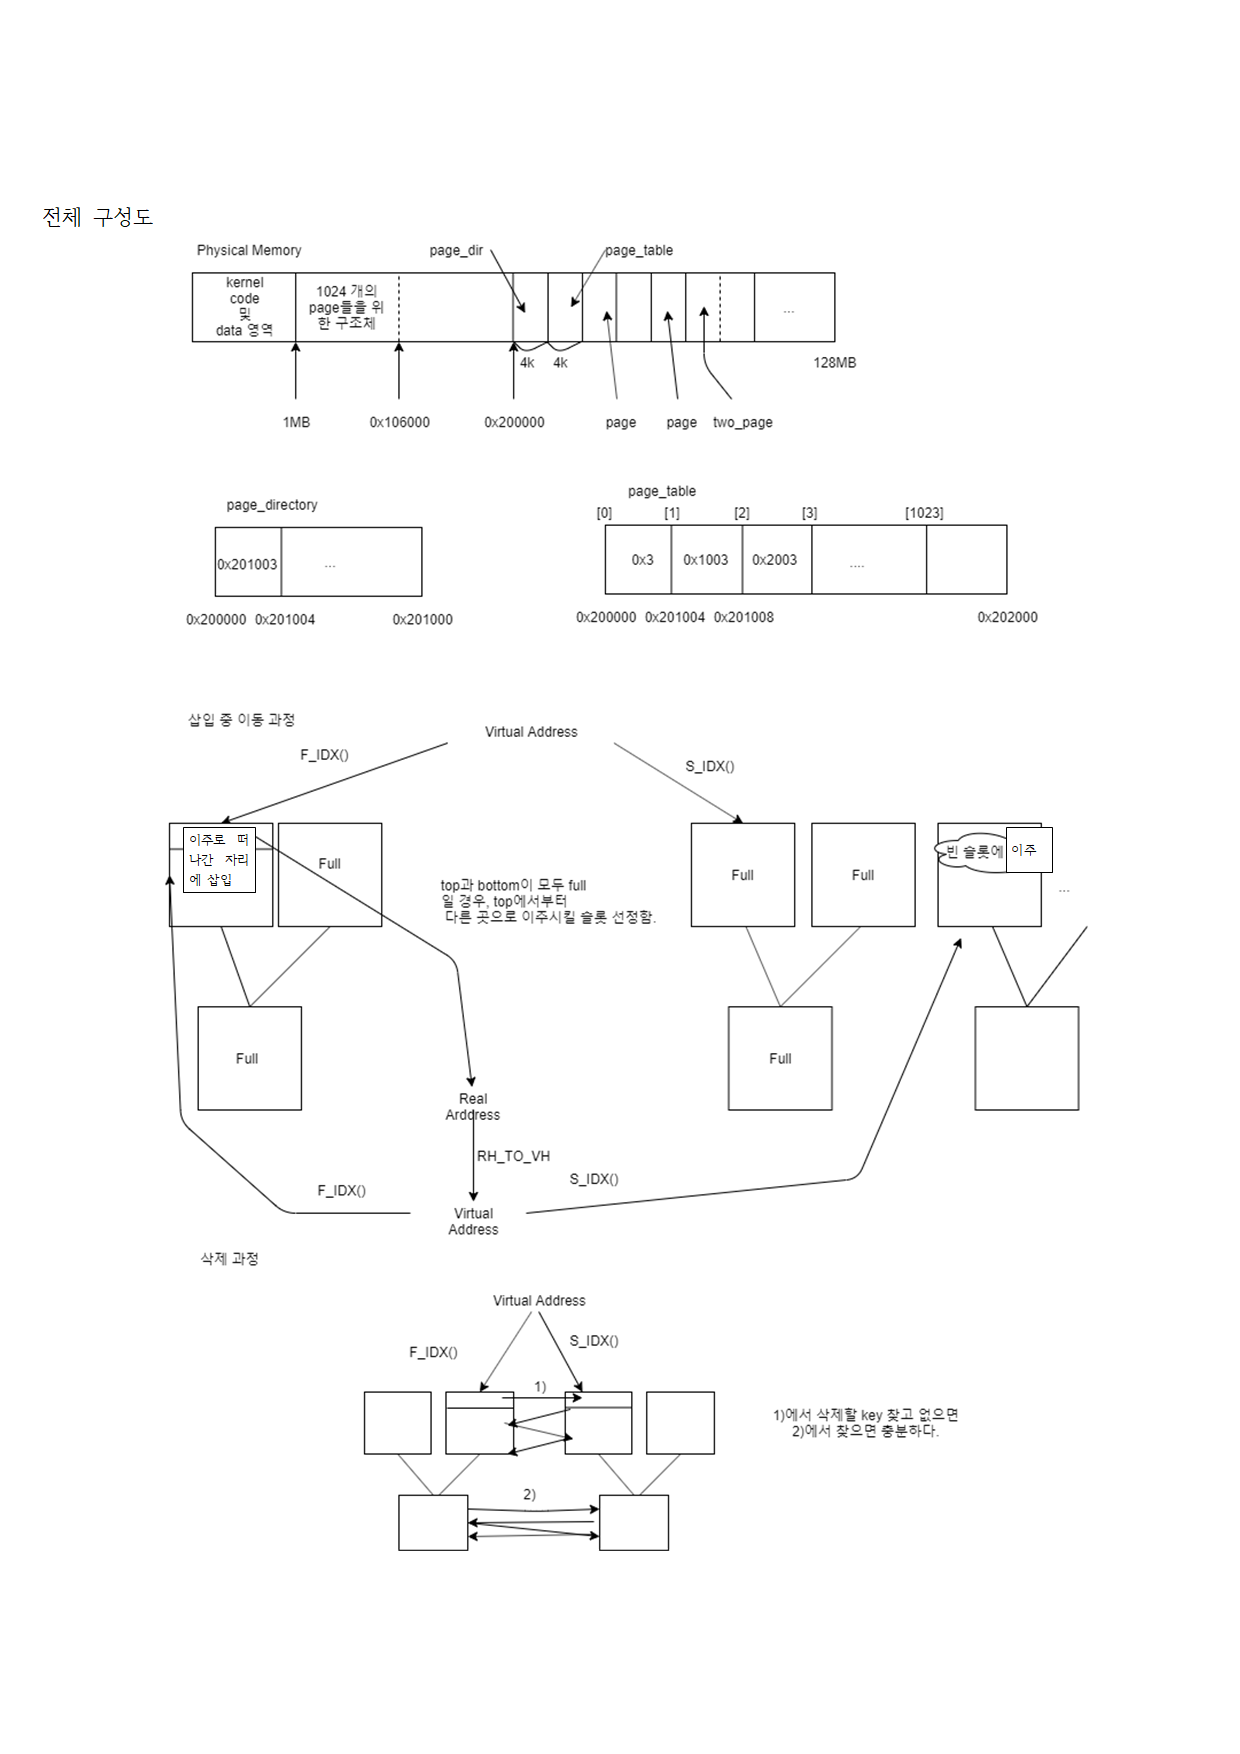 전체 구성도
Physical Memory
page_dir
page_table
kernel
code
및
data 영역
1024 개의
page들을 위
한 구조체
...
4k
4k
128MB
1MB
0x106000
0x200000
page
page
two_page
page_directory
0x201003
...
0x200000
0x201004
0x201000
page_table
[0]
[1]
[2]
[3]
[1023]
0x3
0x1003
0x2003
....
0x200000
0x201004
0x201008
0x202000
삽입 중 이동 과정
Virtual Address
F_IDX()
S_IDX()
이주로 떠
나간 자리
에 삽입
Full
top과 bottom이 모두 full
일 경우, top에서부터
다른 곳으로 이주시킬 슬롯 선정함.
Full
Full
빈 슬롯에
이주
...
Full
Full
Real
Arddress
RH_TO_VH
F_IDX()
S_IDX()
Virtual
Address
삭제 과정
Virtual Address
F_IDX()
S_IDX()
1)
1)에서 삭제할 key 찾고 없으면
2)에서 찾으면 충분하다.
2)